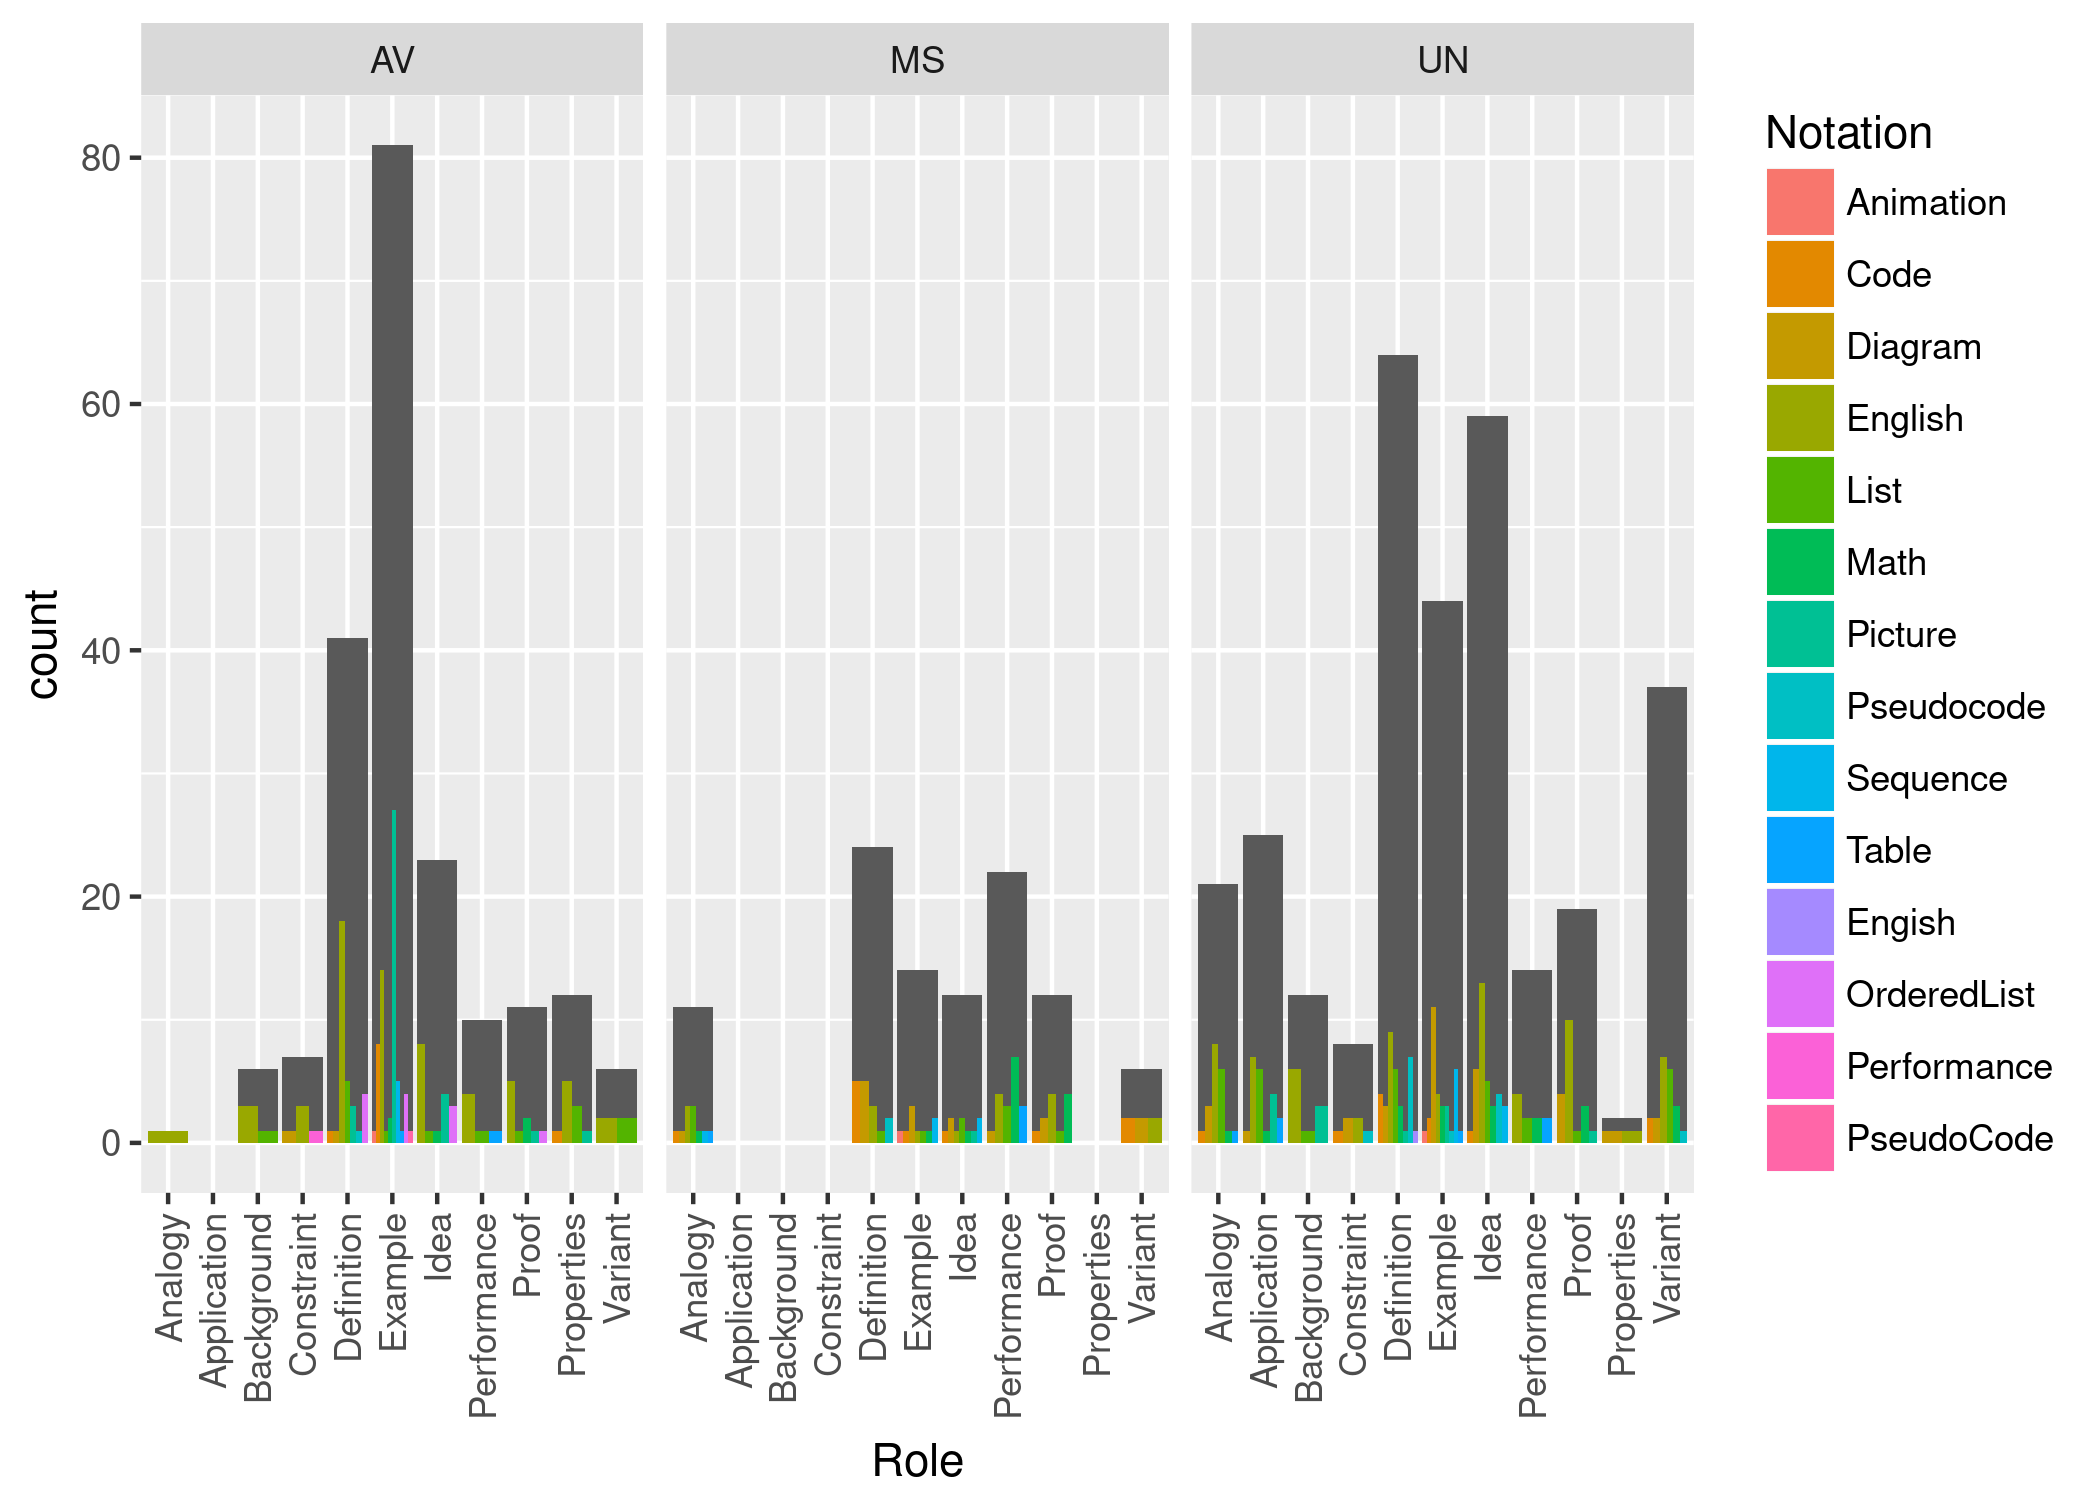 AV
MS
UN
80
60
40
20
0
count
Analogy
Application
Background
Constraint
Definition
Example
Idea
Performance
Proof
Properties
Variant
Analogy
Application
Background
Constraint
Definition
Example
Idea
Performance
Proof
Properties
Variant
Analogy
Application
Background
Constraint
Definition
Example
Idea
Performance
Proof
Properties
Variant
Role
Notation
Animation
Code
Diagram
English
List
Math
Picture
Pseudocode
Sequence
Table
Engish
OrderedList
Performance
PseudoCode